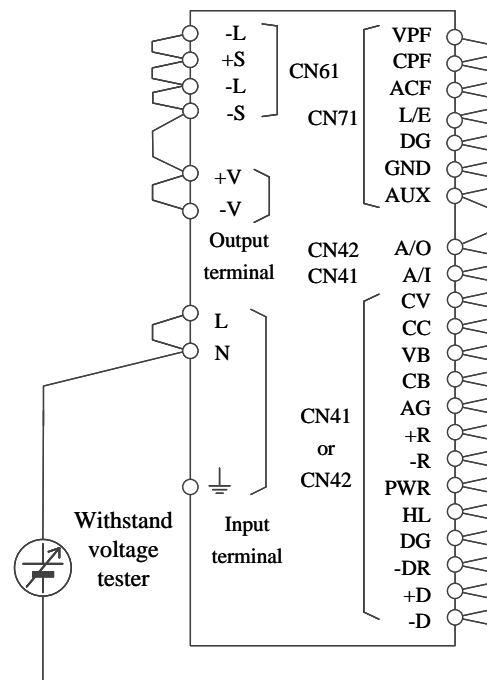 -L
+S
-L
-S
CN61
+V
-V
Output
terminal
L
N
Input
terminal
Withstand
voltage
tester
VPF
CPF
ACF
L/E
DG
GND
AUX
CN71
CN42
A/O
CN41
A/I
CV
CC
VB
CB
AG
+R
-R
PWR
HL
DG
-DR
+D
-D
CN41
or
CN42